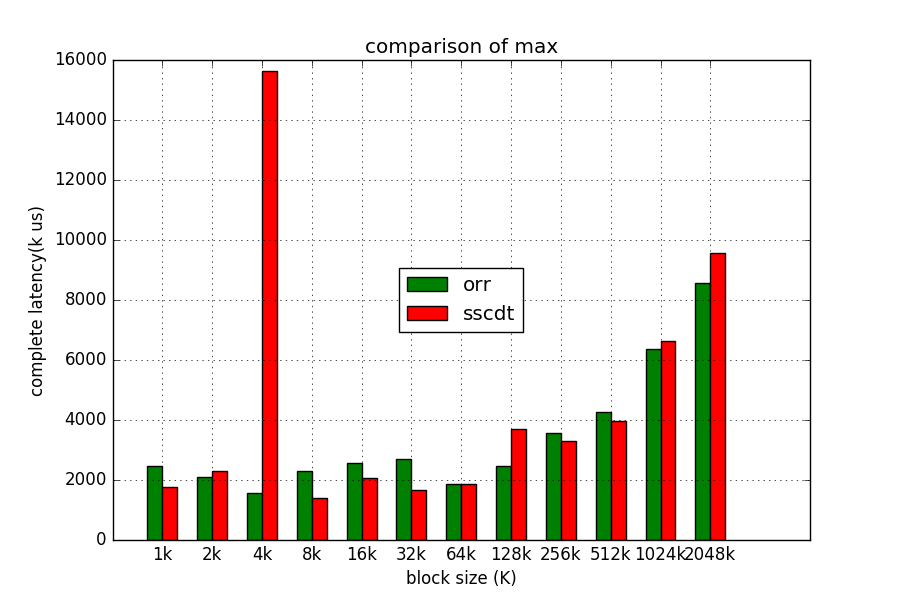 comparison of max
16000
14000
12000
10000
8000
6000
4000
2000
0
complete latency(k us)
orr
sscdt
1k 2k 4k 8k 16k 32k 64k 128k 256k 512k 1024k 2048k
block size (K)